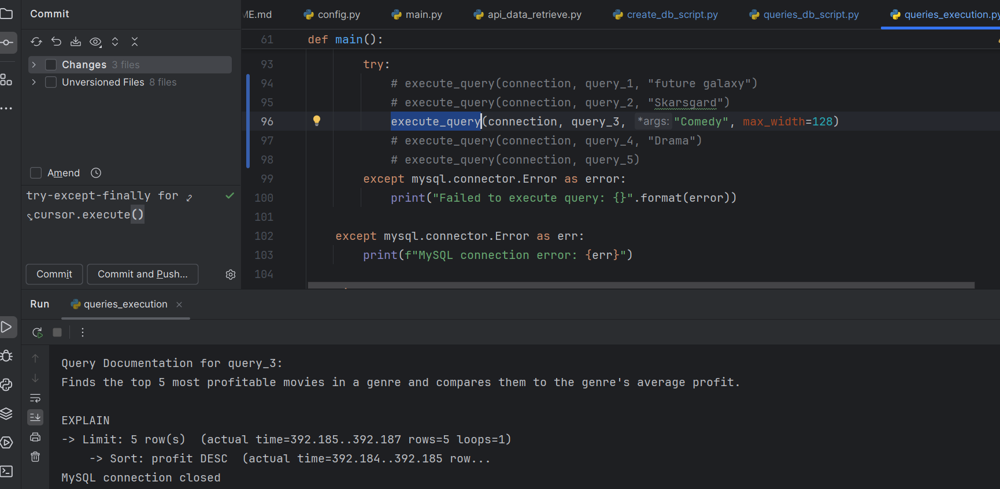 Commit
ME.md
config.py
main.py
api_data_retrieve.py
create_db_script.py
queries_db_script.py
queries_execution.py
Changes 3 files
Unversioned Files 8 files
Amend
try-except-finally for
cursor.execute()
Commit
Commit and Push...
61 def main():
93 try:
94 # execute_query(connection, query_1, "future galaxy")
95 # execute_query(connection, query_2, "Skarsgard")
96 execute_query(connection, query_3, *args: "Comedy", max_width=128)
97 # execute_query(connection, query_4, "Drama")
98 # execute_query(connection, query_5)
99 except mysql.connector.Error as error:
100 print("Failed to execute query: {}".format(error))
101
102 except mysql.connector.Error as err:
103 print(f"MySQL connection error: {err}")
104
Run
queries_execution
Query Documentation for query_3:
Finds the top 5 most profitable movies in a genre and compares them to the genre's average profit.
EXPLAIN
-> Limit: 5 row(s)  (actual time=392.185..392.187 rows=5 loops=1)
-> Sort: profit DESC  (actual time=392.184..392.185 row...
MySQL connection closed